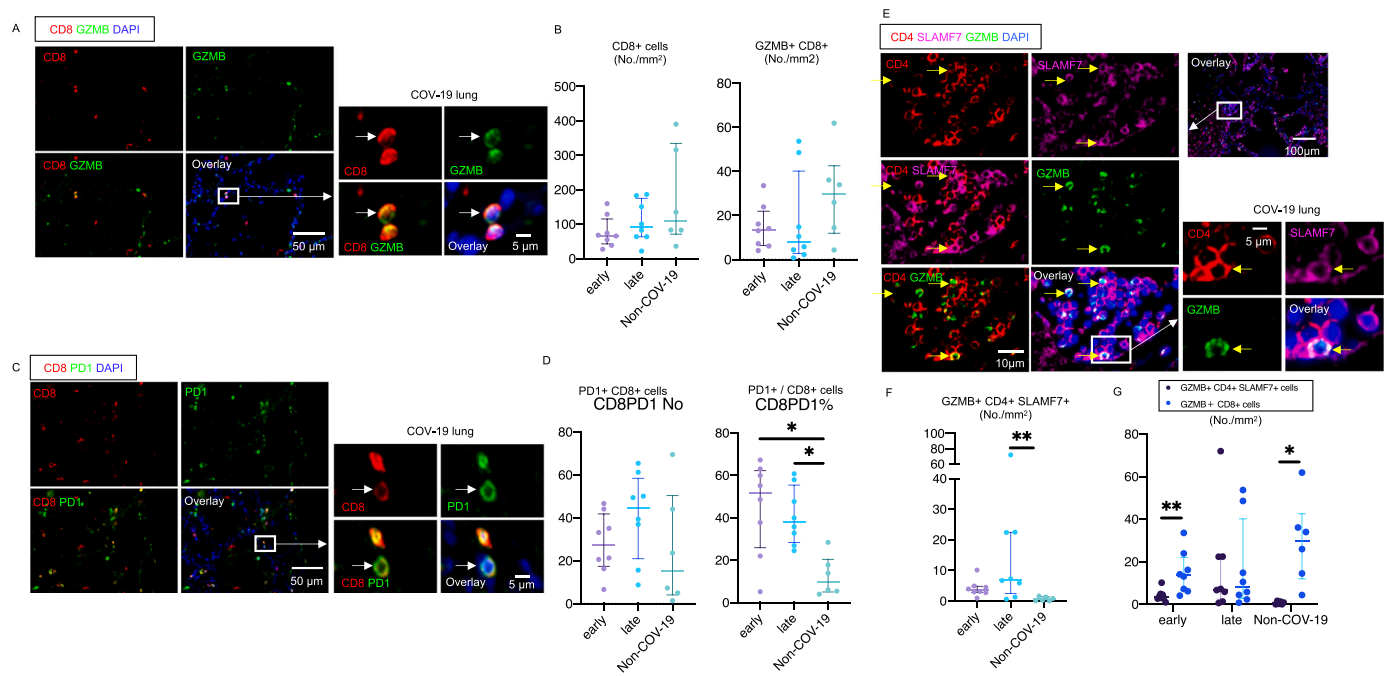 A
CD8 GZMB DAPI
CD8
GZMB
CD8 GZMB
Overlay
50 µm
COV-19 lung
CD8
GZMB
CD8 GZMB
Overlay
5 µm
B
CD8+ cells
(No./mm²)
500
400
300
200
100
0
early
late
Non-COV-19
GZMB+ CD8+
(No./mm2)
80
60
40
20
0
early
late
Non-COV-19
C
CD8 PD1 DAPI
CD8
PD1
CD8 PD1
Overlay
50 µm
COV-19 lung
CD8
PD1
CD8 PD1
Overlay
5 µm
D
PD1+ CD8+ cells
CD8PD1 No
80
60
40
20
0
early
late
Non-COV-19
PD1+ / CD8+ cells
CD8PD1%
80
60
40
20
0
*
*
early
late
Non-COV-19
E
CD4 SLAMF7 GZMB DAPI
CD4
SLAMF7
Overlay
100µm
CD4 SLAMF7
GZMB
CD4 GZMB
Overlay
10µm
COV-19 lung
CD4
5 µm
SLAMF7
GZMB
Overlay
F
GZMB+ CD4+ SLAMF7+
(No./mm²)
100
90
80
70
60
40
30
20
10
0
**
early
late
Non-COV-19
G
GZMB+ CD4+ SLAMF7+ cells
GZMB+ CD8+ cells
(No./mm²)
80
60
40
20
0
**
*
early
late
Non-COV-19